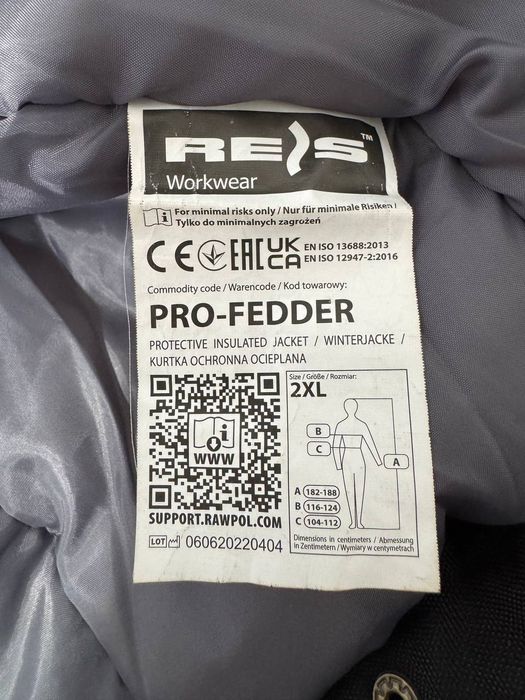 REIS™
Workwear
For minimal risks only / Nur für minimale Risiken /
Tylko do minimalnych zagrożeń
CE EAC UK CA EN ISO 13688:2013
EN ISO 12947-2:2016
Commodity code / Warencode / Kod towarowy:
PRO-FEDDER
PROTECTIVE INSULATED JACKET / WINTERJACKE /
KURTKA OCHRONNA OCIEPLANA
Size / Größe / Rozmiar:
2XL
i
WWW
B
C
A
A 182-188
B 116-124
C 104-112
SUPPORT.RAWPOL.COM
Dimensions in centimeters / Abmessung
in Zentimetern / Wymiary w centymetrach
LOT 060620220404